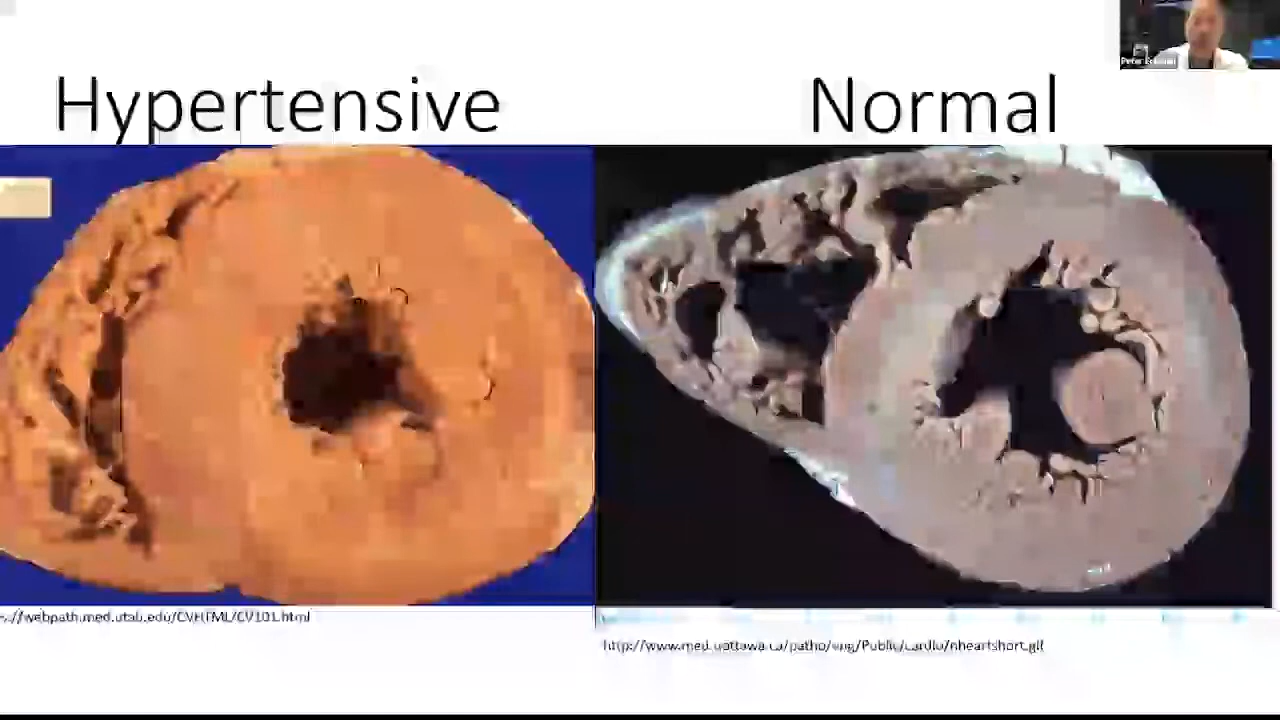 Hypertensive
Normal
Peter
//webpath.med.utah.edu/CVHTML/CV101.html
http://www.med.uottawa.ca/patho/eng/Public/cardio/nheartshort.gif